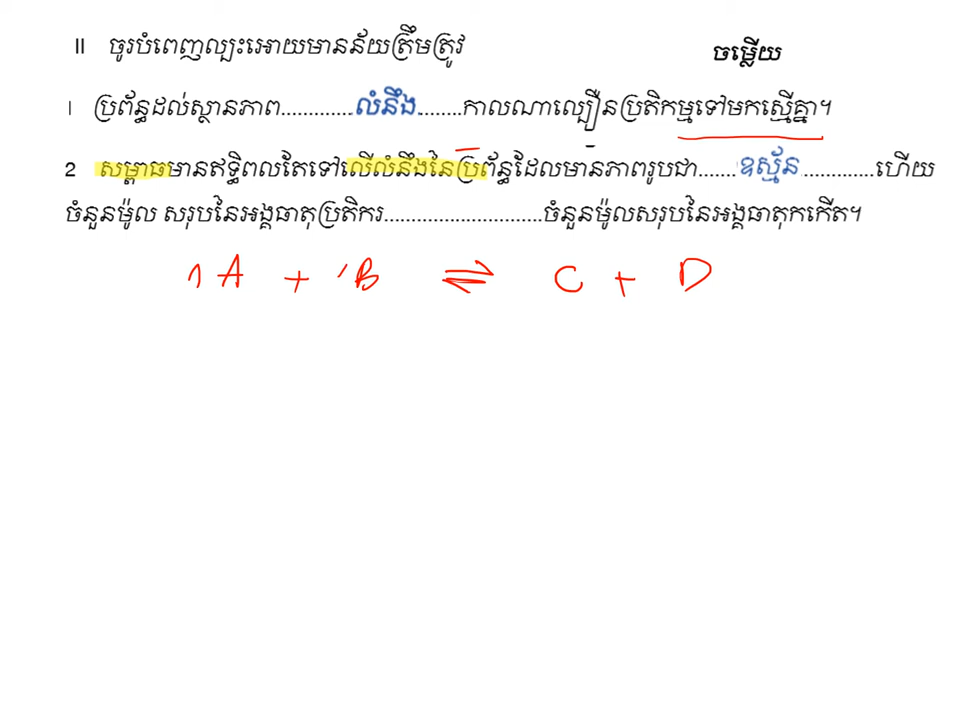 II ចូរបំពេញល្បះអោយមានន័យត្រឹមត្រូវ
ចម្លើយ
1 ប្រព័ន្ធដល់ស្ថានភាព.............លំនឹង........កាលណាល្បឿនប្រតិកម្មទៅមកស្មើគ្នា។
2 សម្ពាធមានឥទ្ធិពលតែទៅលើលំនឹងនៃប្រព័ន្ធដែលមានភាពរូបជា.......ឧស្ម័ន.............ហើយ
ចំនួនម៉ូល សរុបនៃអង្គធាតុប្រតិករ.............................ចំនួនម៉ូលសរុបនៃអង្គធាតុកកើត។
1A + 1B ⇌ C + D